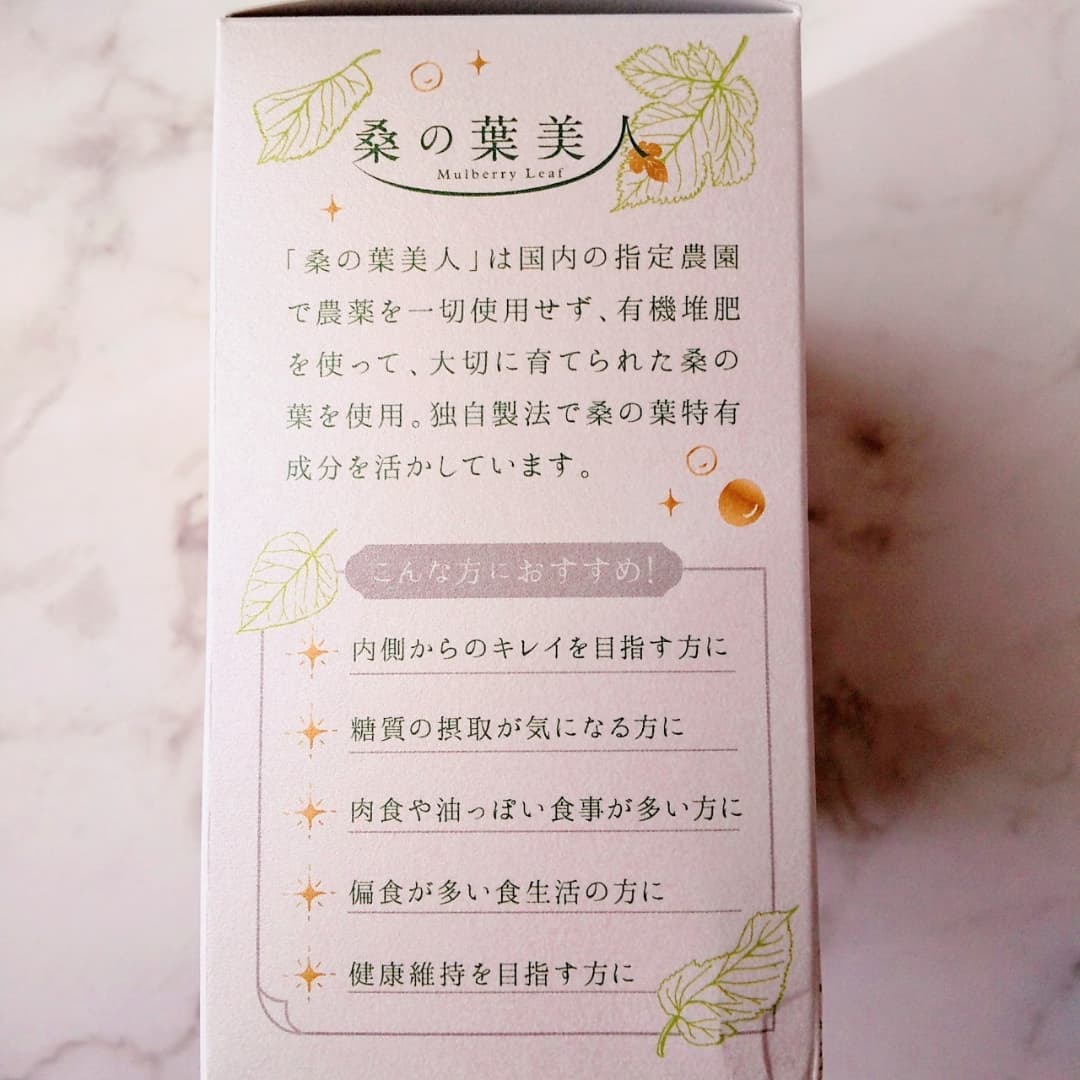 桑の葉美人
Mulberry Leaf
「桑の葉美人」は国内の指定農園
で農薬を一切使用せず、有機堆肥
を使って、大切に育てられた桑の
葉を使用。独自製法で桑の葉特有
成分を活かしています。
こんな方におすすめ!
内側からのキレイを目指す方に
糖質の摂取が気になる方に
肉食や油っぽい食事が多い方に
偏食が多い食生活の方に
健康維持を目指す方に